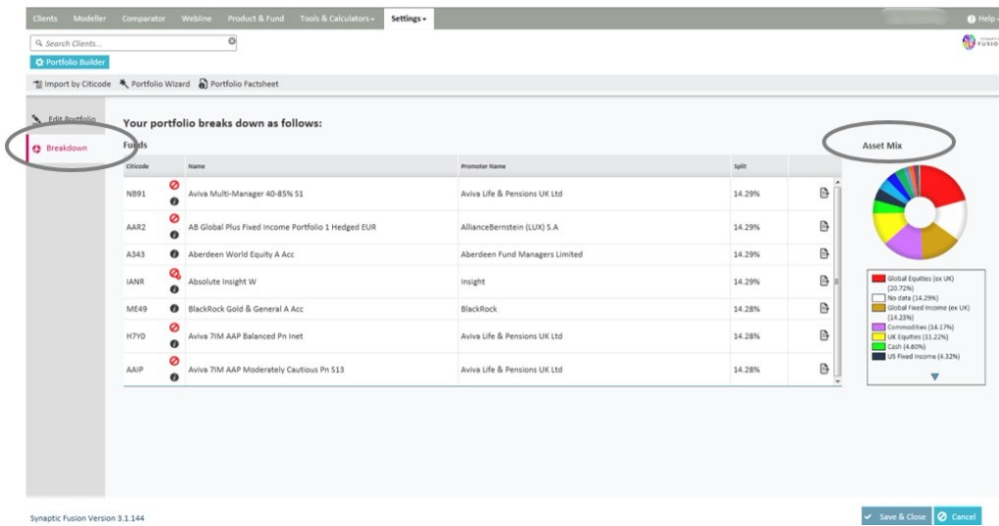 Clients Modeller Comparator Webline Product & Fund Tools & Calculators Settings Help
Search Clients...
FUSION
Portfolio Builder
Import by Citicode Portfolio Wizard Portfolio Factsheet
Edit Portfolio
Your portfolio breaks down as follows:
Breakdown
Funds
Asset Mix
Citicode Name Promoter Name Split
N891 Aviva Multi-Manager 40-85% S1 Aviva Life & Pensions UK Ltd 14.29%
AAR2 AB Global Plus Fixed Income Portfolio 1 Hedged EUR AllianceBernstein (LUX) S.A 14.29%
A343 Aberdeen World Equity A Acc Aberdeen Fund Managers Limited 14.29%
IANR Absolute Insight W Insight 14.29%
ME49 BlackRock Gold & General A Acc BlackRock 14.28%
H7Y0 Aviva 7IM AAP Balanced Pn Inet Aviva Life & Pensions UK Ltd 14.28%
AAIP Aviva 7IM AAP Moderately Cautious Pn S13 Aviva Life & Pensions UK Ltd 14.28%
Global Equities (ex UK)
(20.72%)
No data (14.29%)
Global Fixed Income (ex UK)
(14.23%)
Commodities (14.17%)
UK Equities (11.22%)
Cash (4.60%)
US Fixed Income (4.32%)
Synaptic Fusion Version 3.1.144
Save & Close Cancel